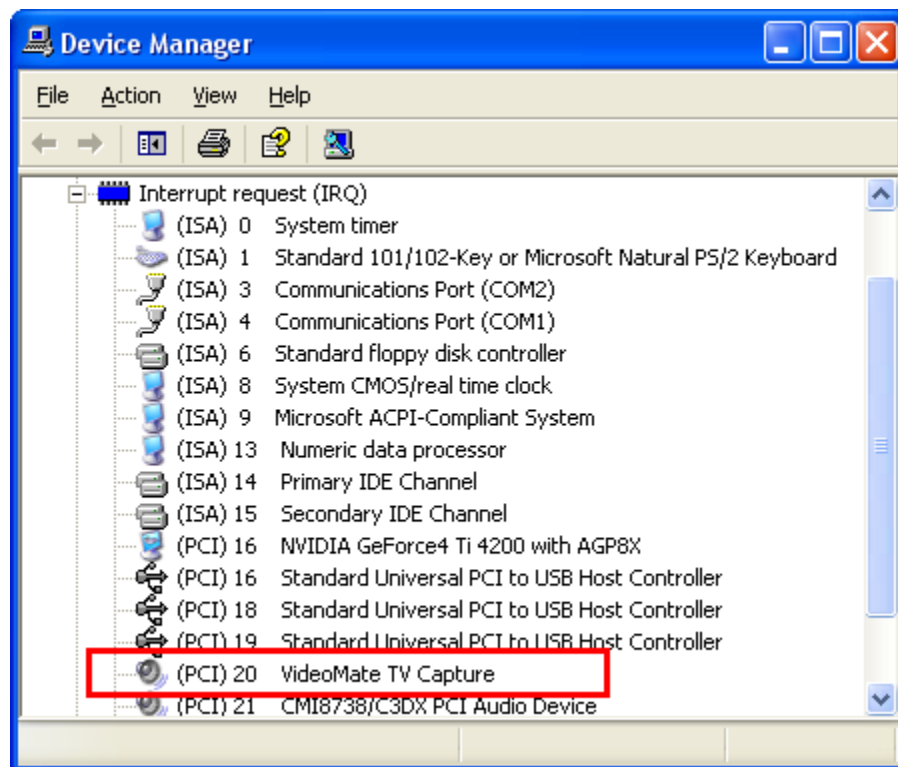 Device Manager
File Action View Help
Interrupt request (IRQ)
(ISA) 0 System timer
(ISA) 1 Standard 101/102-Key or Microsoft Natural PS/2 Keyboard
(ISA) 3 Communications Port (COM2)
(ISA) 4 Communications Port (COM1)
(ISA) 6 Standard floppy disk controller
(ISA) 8 System CMOS/real time clock
(ISA) 9 Microsoft ACPI-Compliant System
(ISA) 13 Numeric data processor
(ISA) 14 Primary IDE Channel
(ISA) 15 Secondary IDE Channel
(PCI) 16 NVIDIA GeForce4 Ti 4200 with AGP8X
(PCI) 16 Standard Universal PCI to USB Host Controller
(PCI) 18 Standard Universal PCI to USB Host Controller
(PCI) 19 Standard Universal PCI to USB Host Controller
(PCI) 20 VideoMate TV Capture
(PCI) 21 CMI8738/C3DX PCI Audio Device